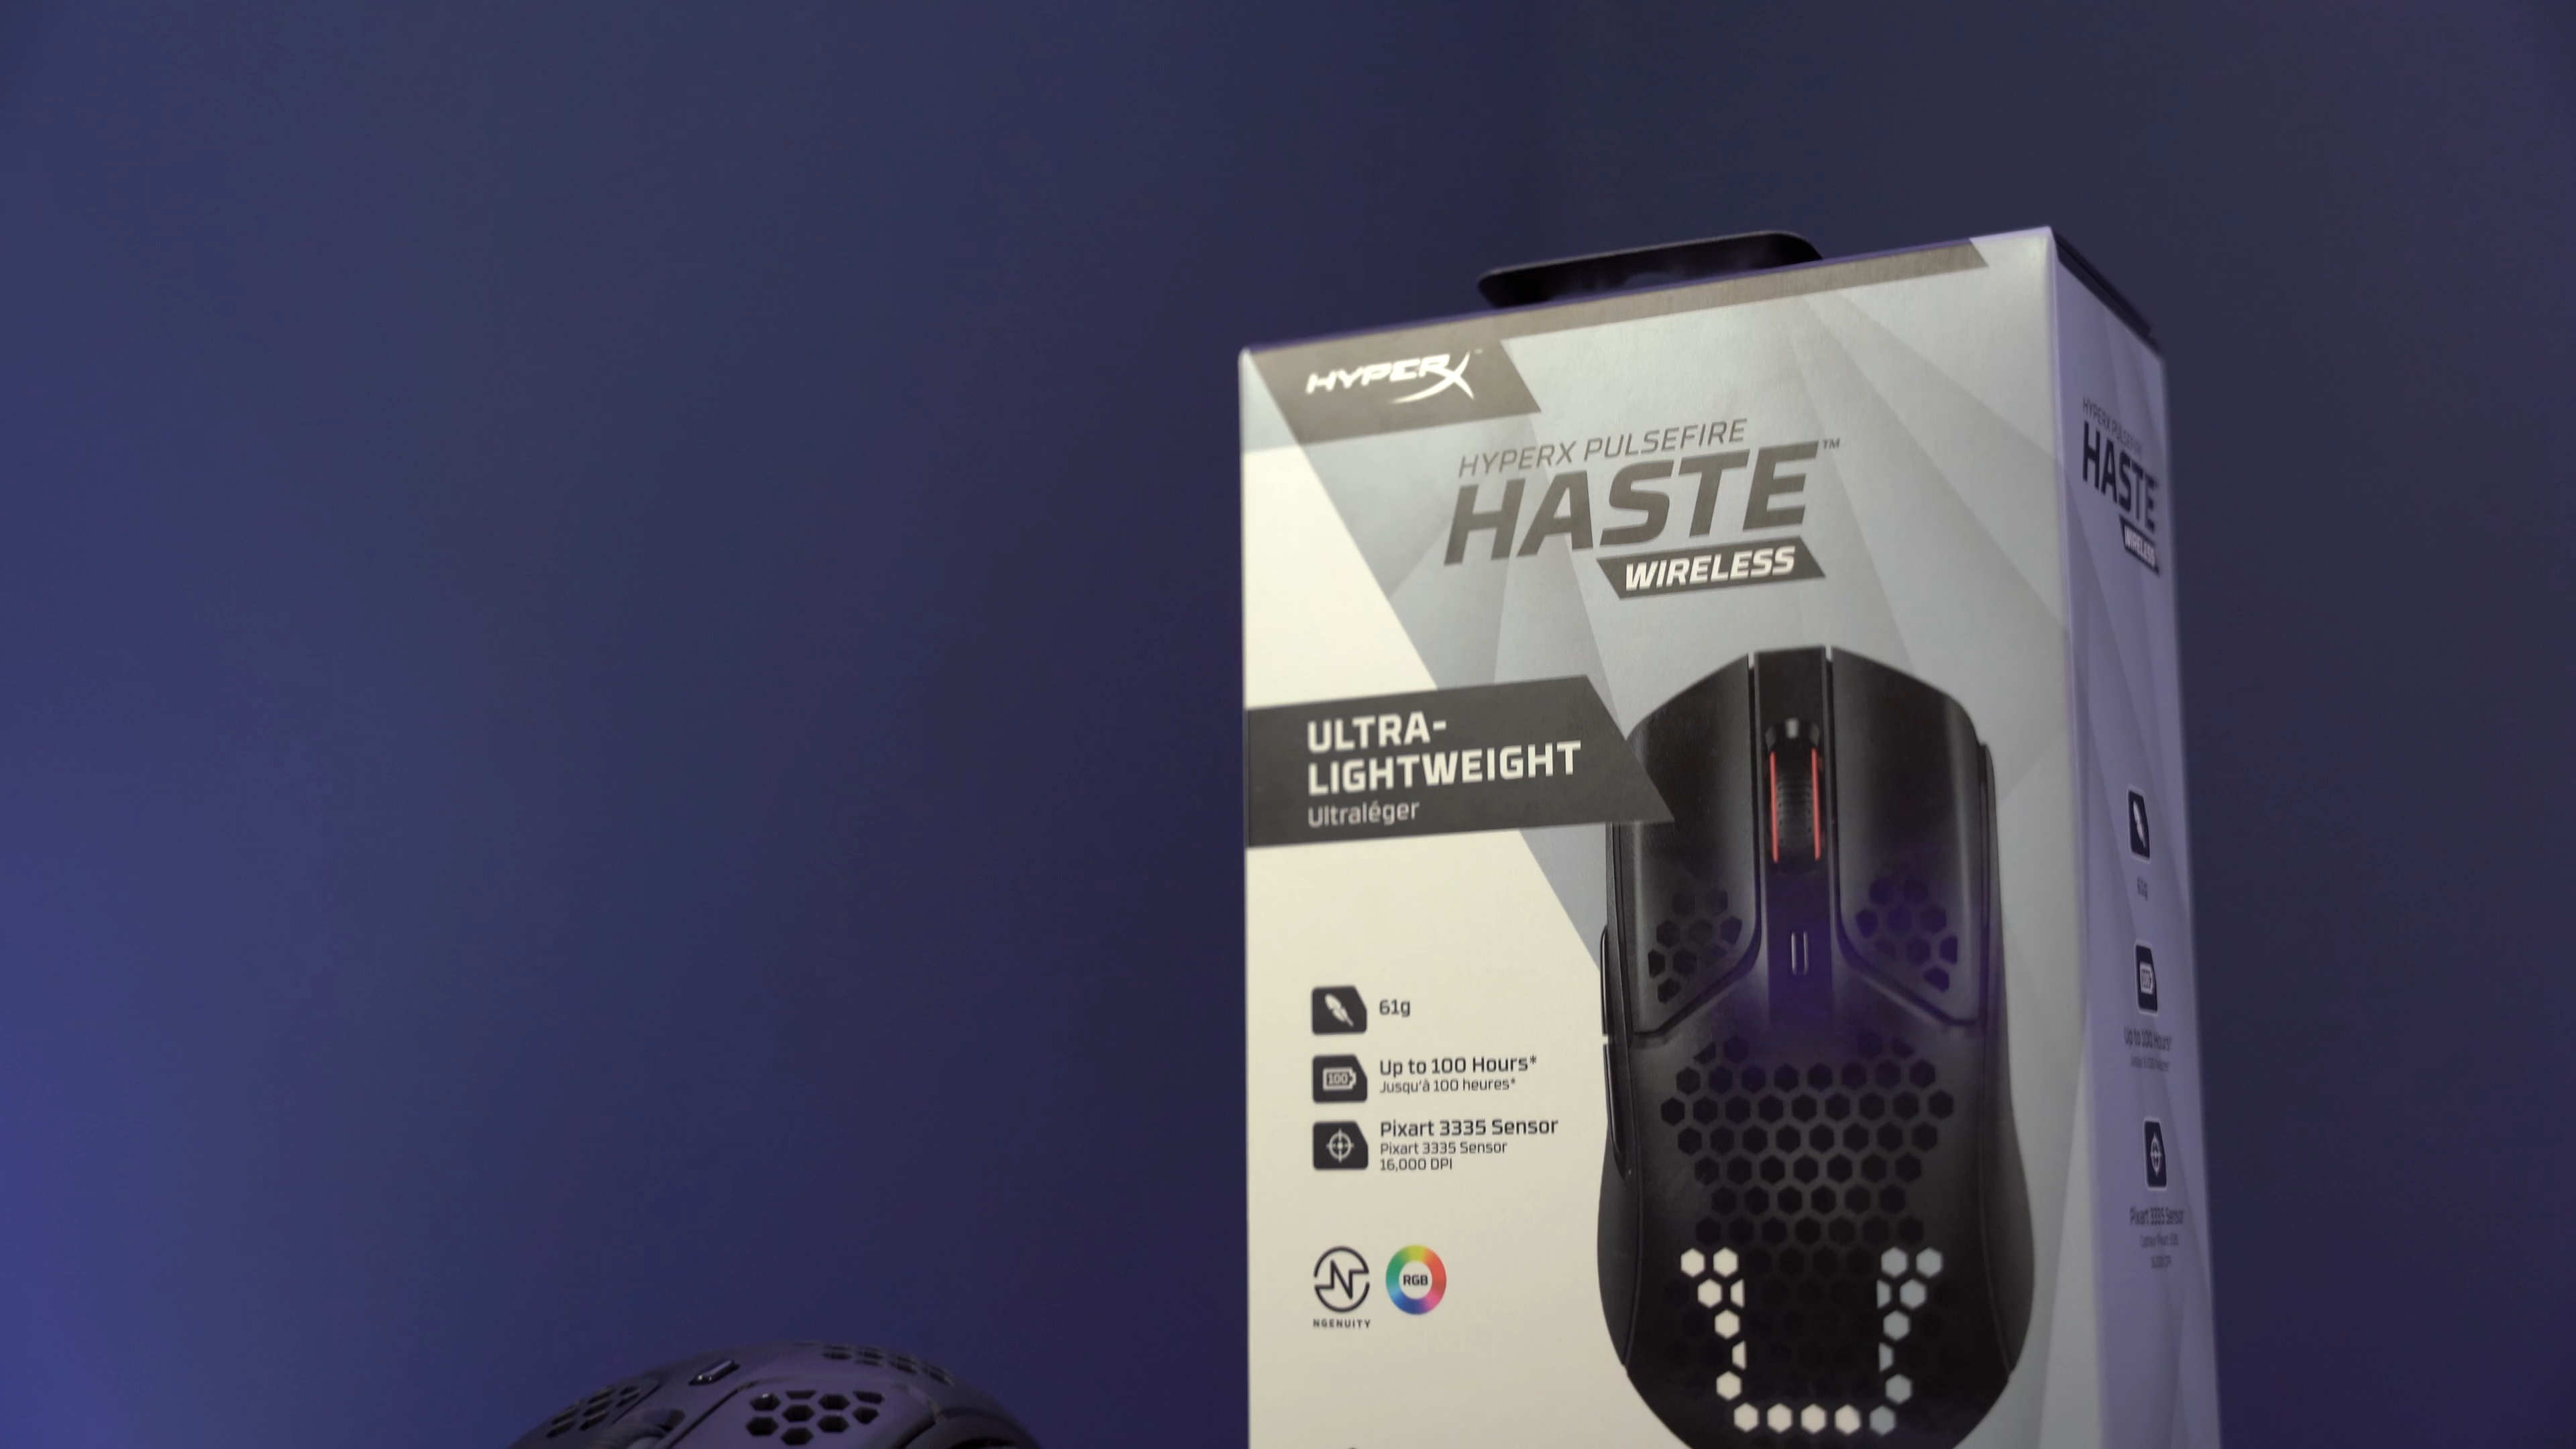 HYPERX™
HYPERX PULSEFIRE
HASTE™
WIRELESS
ULTRA-
LIGHTWEIGHT
Ultraléger
61g
100
Up to 100 Hours*
Jusqu'à 100 heures*
Pixart 3335 Sensor
Pixart 3335 Sensor
16,000 DPI
NGENUITY
RGB
HYPERX PULSEFIRE
HASTE
WIRELESS
61g
Up to 100 Hours*
Pixart 3335 Sensor